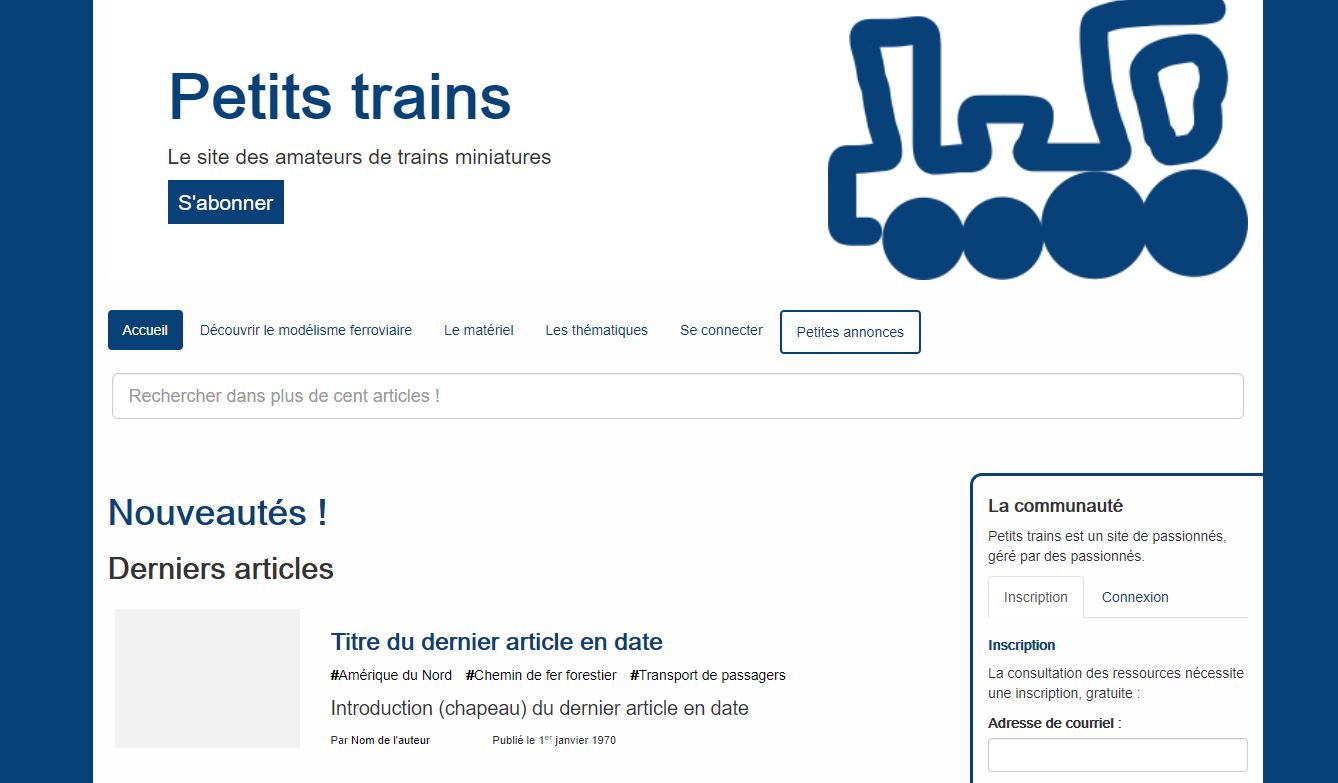 Petits trains
Le site des amateurs de trains miniatures
S'abonner
Accueil
Découvrir le modélisme ferroviaire
Le matériel
Les thématiques
Se connecter
Petites annonces
Rechercher dans plus de cent articles !
Nouveautés !
Derniers articles
Titre du dernier article en date
#Amérique du Nord #Chemin de fer forestier #Transport de passagers
Introduction (chapeau) du dernier article en date
Par Nom de l'auteur Publié le 1er janvier 1970
La communauté
Petits trains est un site de passionnés,
géré par des passionnés.
Inscription
Connexion
Inscription
La consultation des ressources nécessite
une inscription, gratuite :
Adresse de courriel :